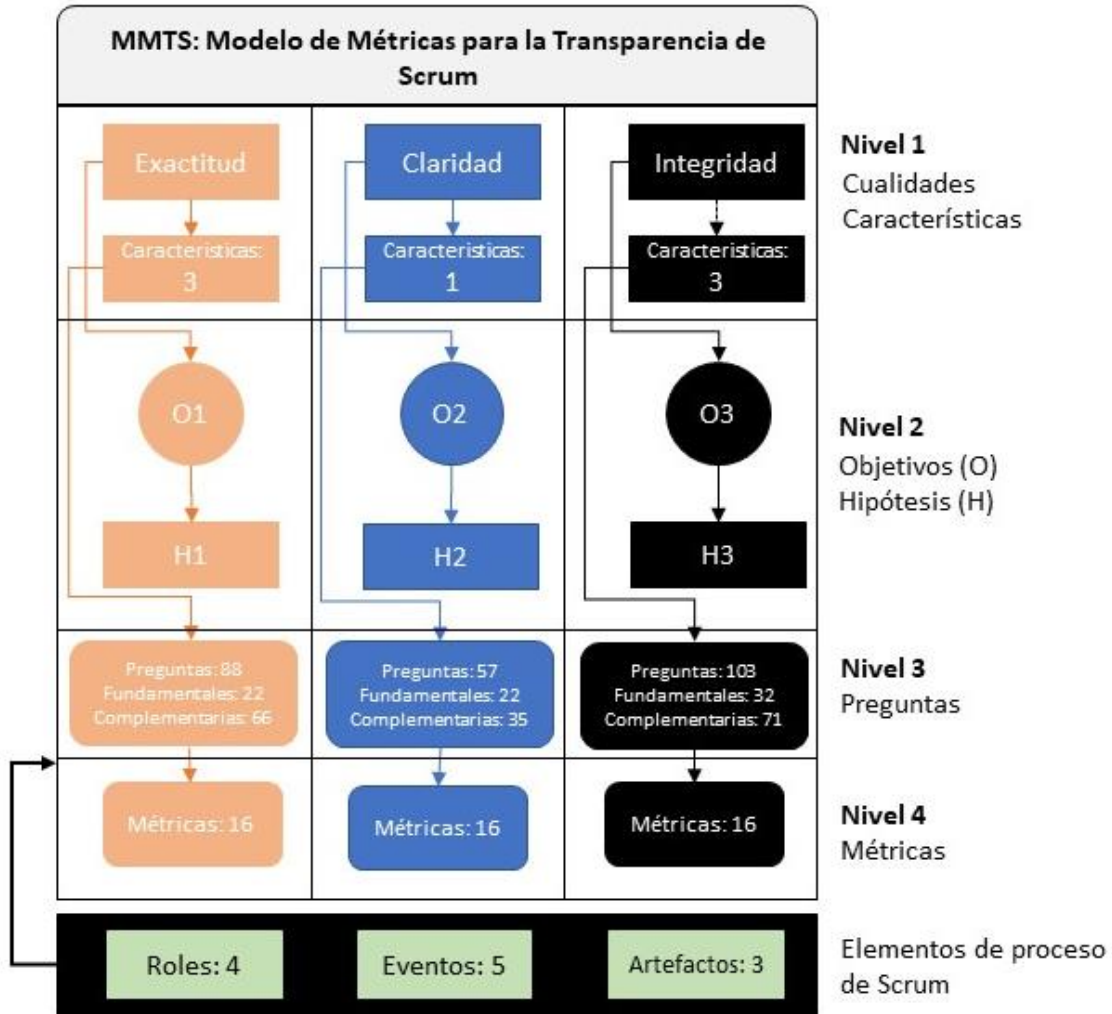 MMTS: Modelo de Métricas para la Transparencia de
Scrum
Exactitud
Claridad
Integridad
Nivel 1
Cualidades
Características
Caracteristicas:
3
Caracteristicas:
1
Caracteristicas:
3
O1
O2
O3
Nivel 2
Objetivos (O)
Hipótesis (H)
H1
H2
H3
Preguntas: 88
Fundamentales: 22
Complementarias: 66
Preguntas: 57
Fundamentales: 22
Complementarias: 35
Preguntas: 103
Fundamentales: 32
Complementarias: 71
Nivel 3
Preguntas
Métricas: 16
Métricas: 16
Métricas: 16
Nivel 4
Métricas
Roles: 4
Eventos: 5
Artefactos: 3
Elementos de proceso
de Scrum